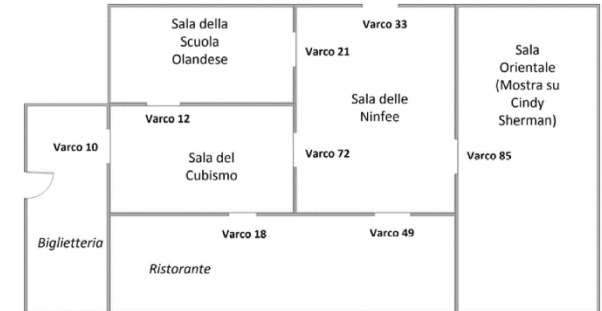 Sala della
Scuola
Olandese
Varco 33
Varco 21
Sala
Orientale
(Mostra su
Cindy
Sherman)
Sala delle
Ninfee
Varco 12
Varco 10
Sala del
Cubismo
Varco 72
Varco 85
Varco 18
Varco 49
Biglietteria
Ristorante